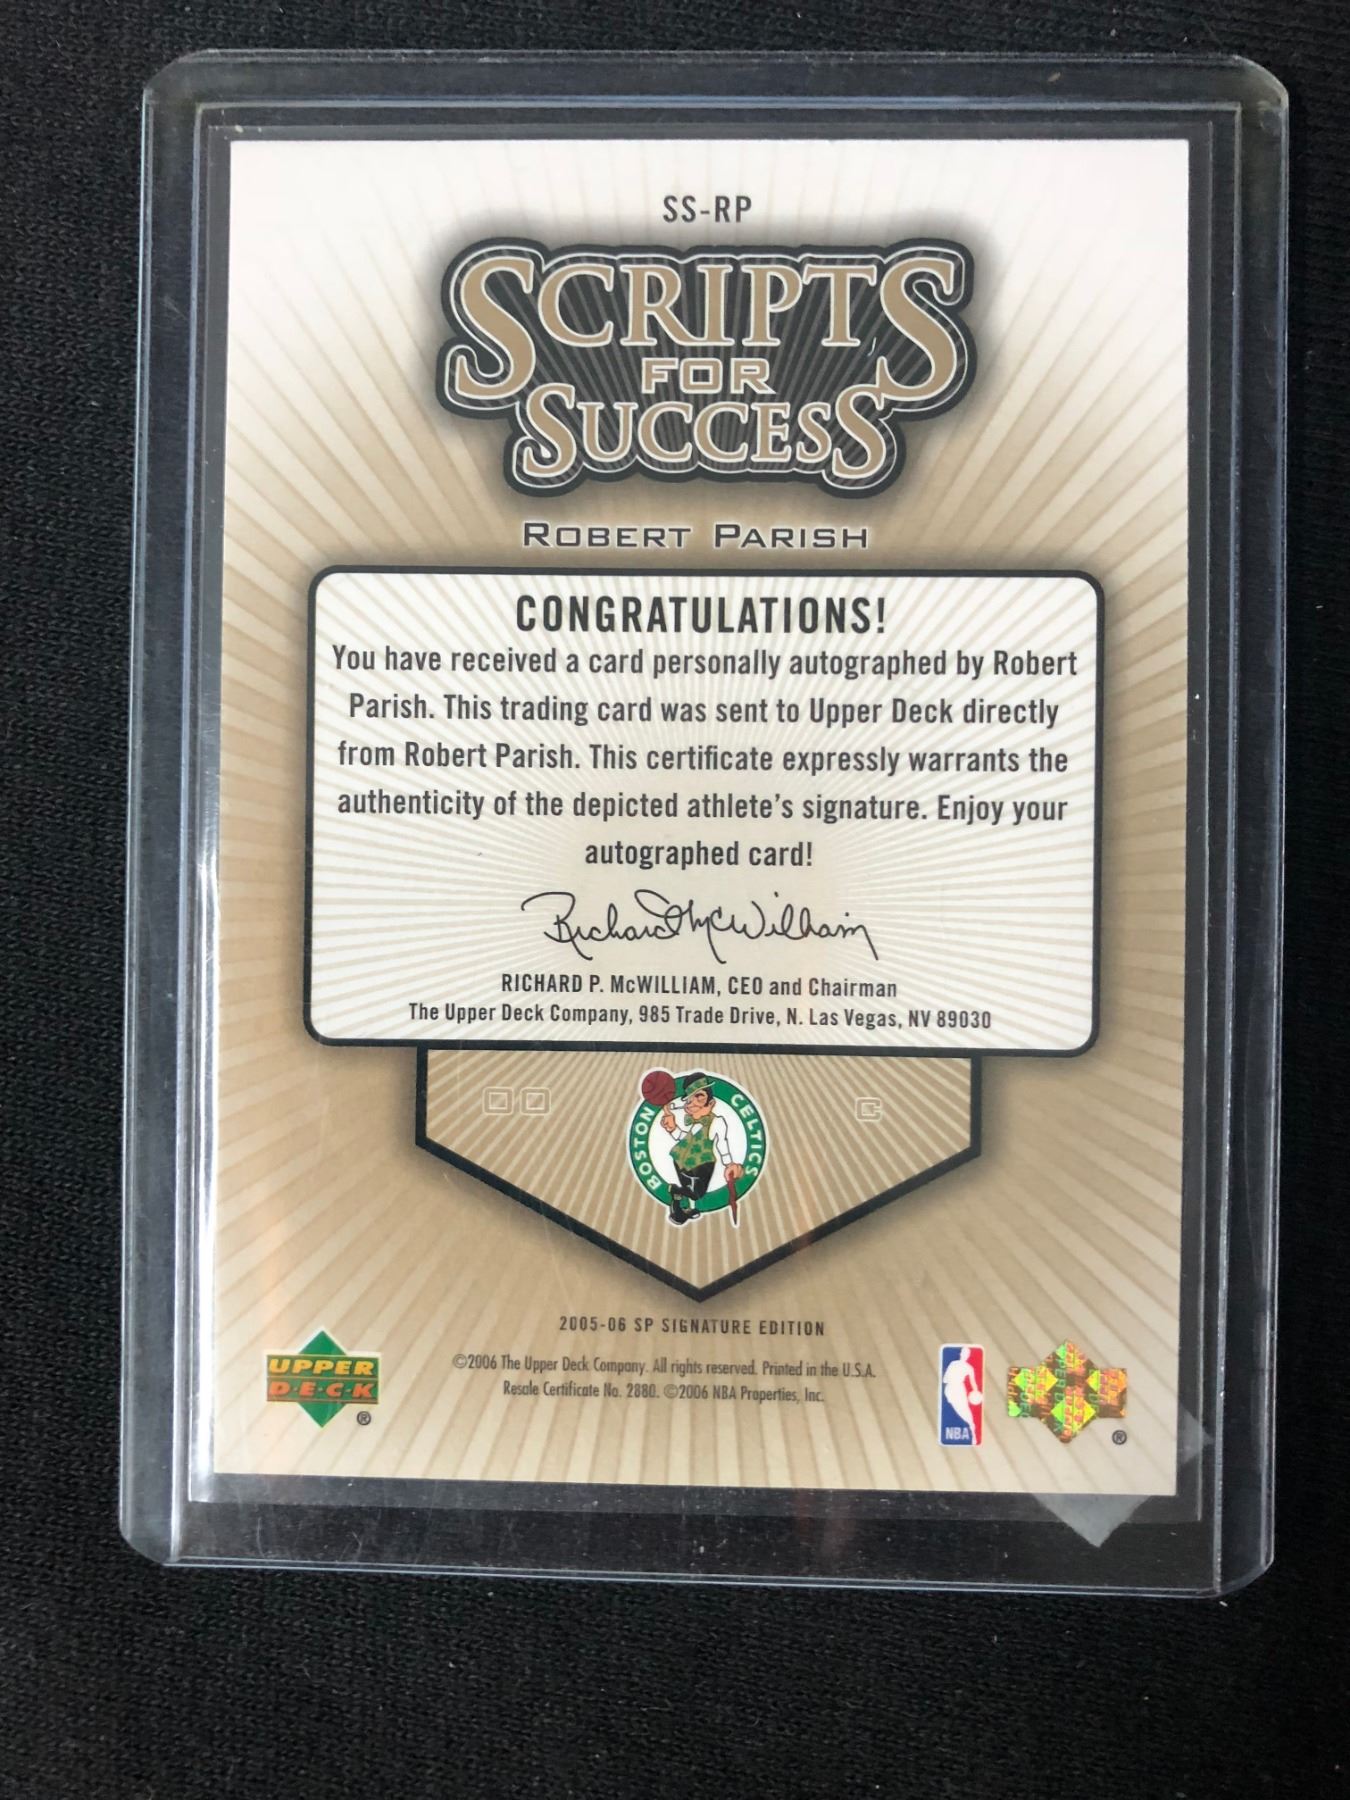 SS-RP
SCRIPTS
FOR
SUCCESS
ROBERT PARISH
CONGRATULATIONS!
You have received a card personally autographed by Robert
Parish. This trading card was sent to Upper Deck directly
from Robert Parish. This certificate expressly warrants the
authenticity of the depicted athlete's signature. Enjoy your
autographed card!
Richard McWilliam
RICHARD P. McWILLIAM, CEO and Chairman
The Upper Deck Company, 985 Trade Drive, N. Las Vegas, NV 89030
00 C
BOSTON CELTICS
2005-06 SP SIGNATURE EDITION
©2006 The Upper Deck Company. All rights reserved. Printed in the U.S.A.
Resale Certificate No. 2880. ©2006 NBA Properties, Inc.
UPPER
D·E·C·K
®
NBA
®